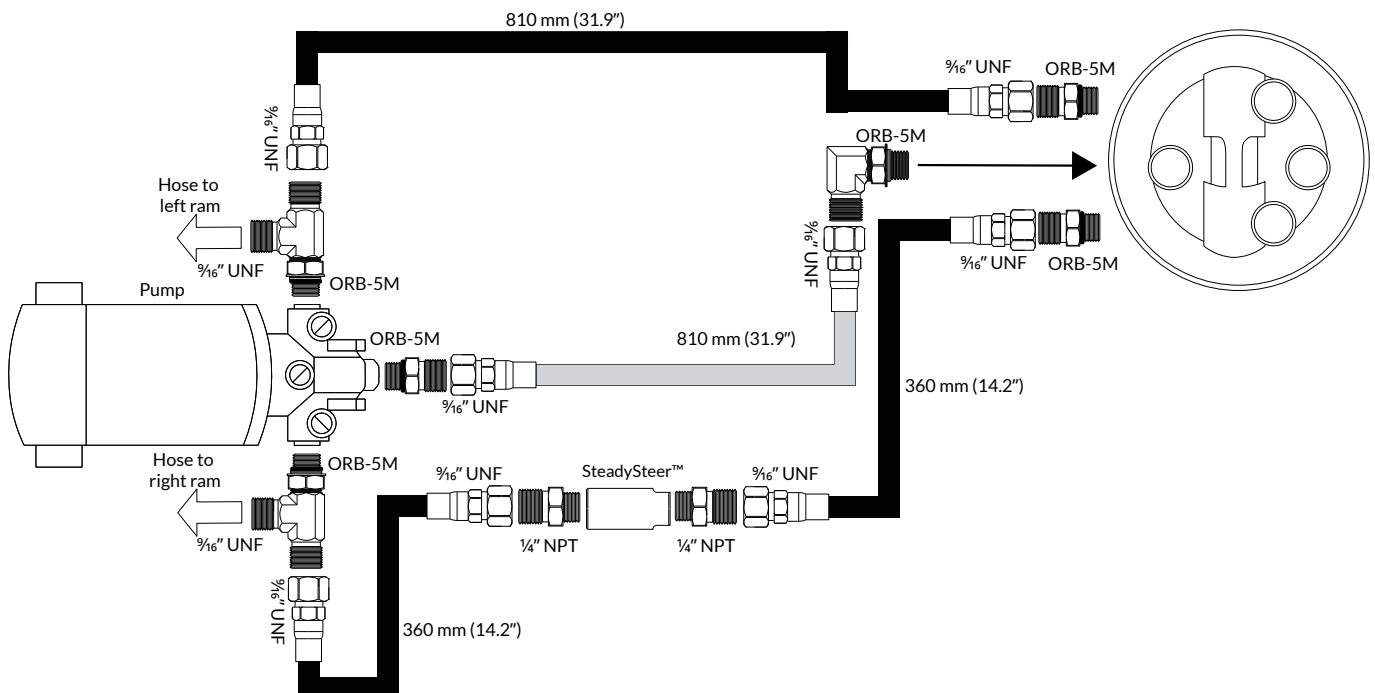 810 mm (31.9″)
⁹⁄₁₆″ UNF
ORB-5M
⁹⁄₁₆″ UNF
ORB-5M
Hose to
left ram
⁹⁄₁₆″ UNF
⁹⁄₁₆″ UNF
ORB-5M
⁹⁄₁₆″ UNF
ORB-5M
Pump
ORB-5M
810 mm (31.9″)
⁹⁄₁₆″ UNF
360 mm (14.2″)
Hose to
right ram
ORB-5M
⁹⁄₁₆″ UNF
SteadySteer™
⁹⁄₁₆″ UNF
⁹⁄₁₆″ UNF
¼″ NPT
¼″ NPT
⁹⁄₁₆″ UNF
360 mm (14.2″)